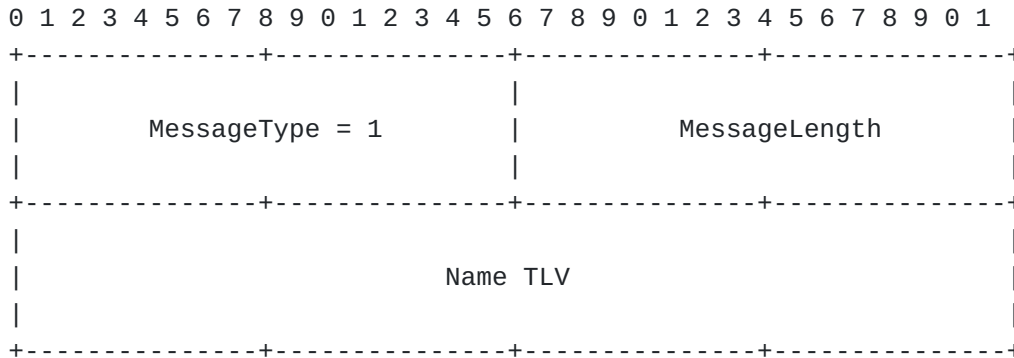 0 1 2 3 4 5 6 7 8 9 0 1 2 3 4 5 6 7 8 9 0 1 2 3 4 5 6 7 8 9 0 1
+---------------+---------------+---------------+---------------+
| | |
| MessageType = 1 | MessageLength |
| | |
+---------------+---------------+---------------+---------------+
| |
| Name TLV |
| |
+---------------+---------------+---------------+---------------+